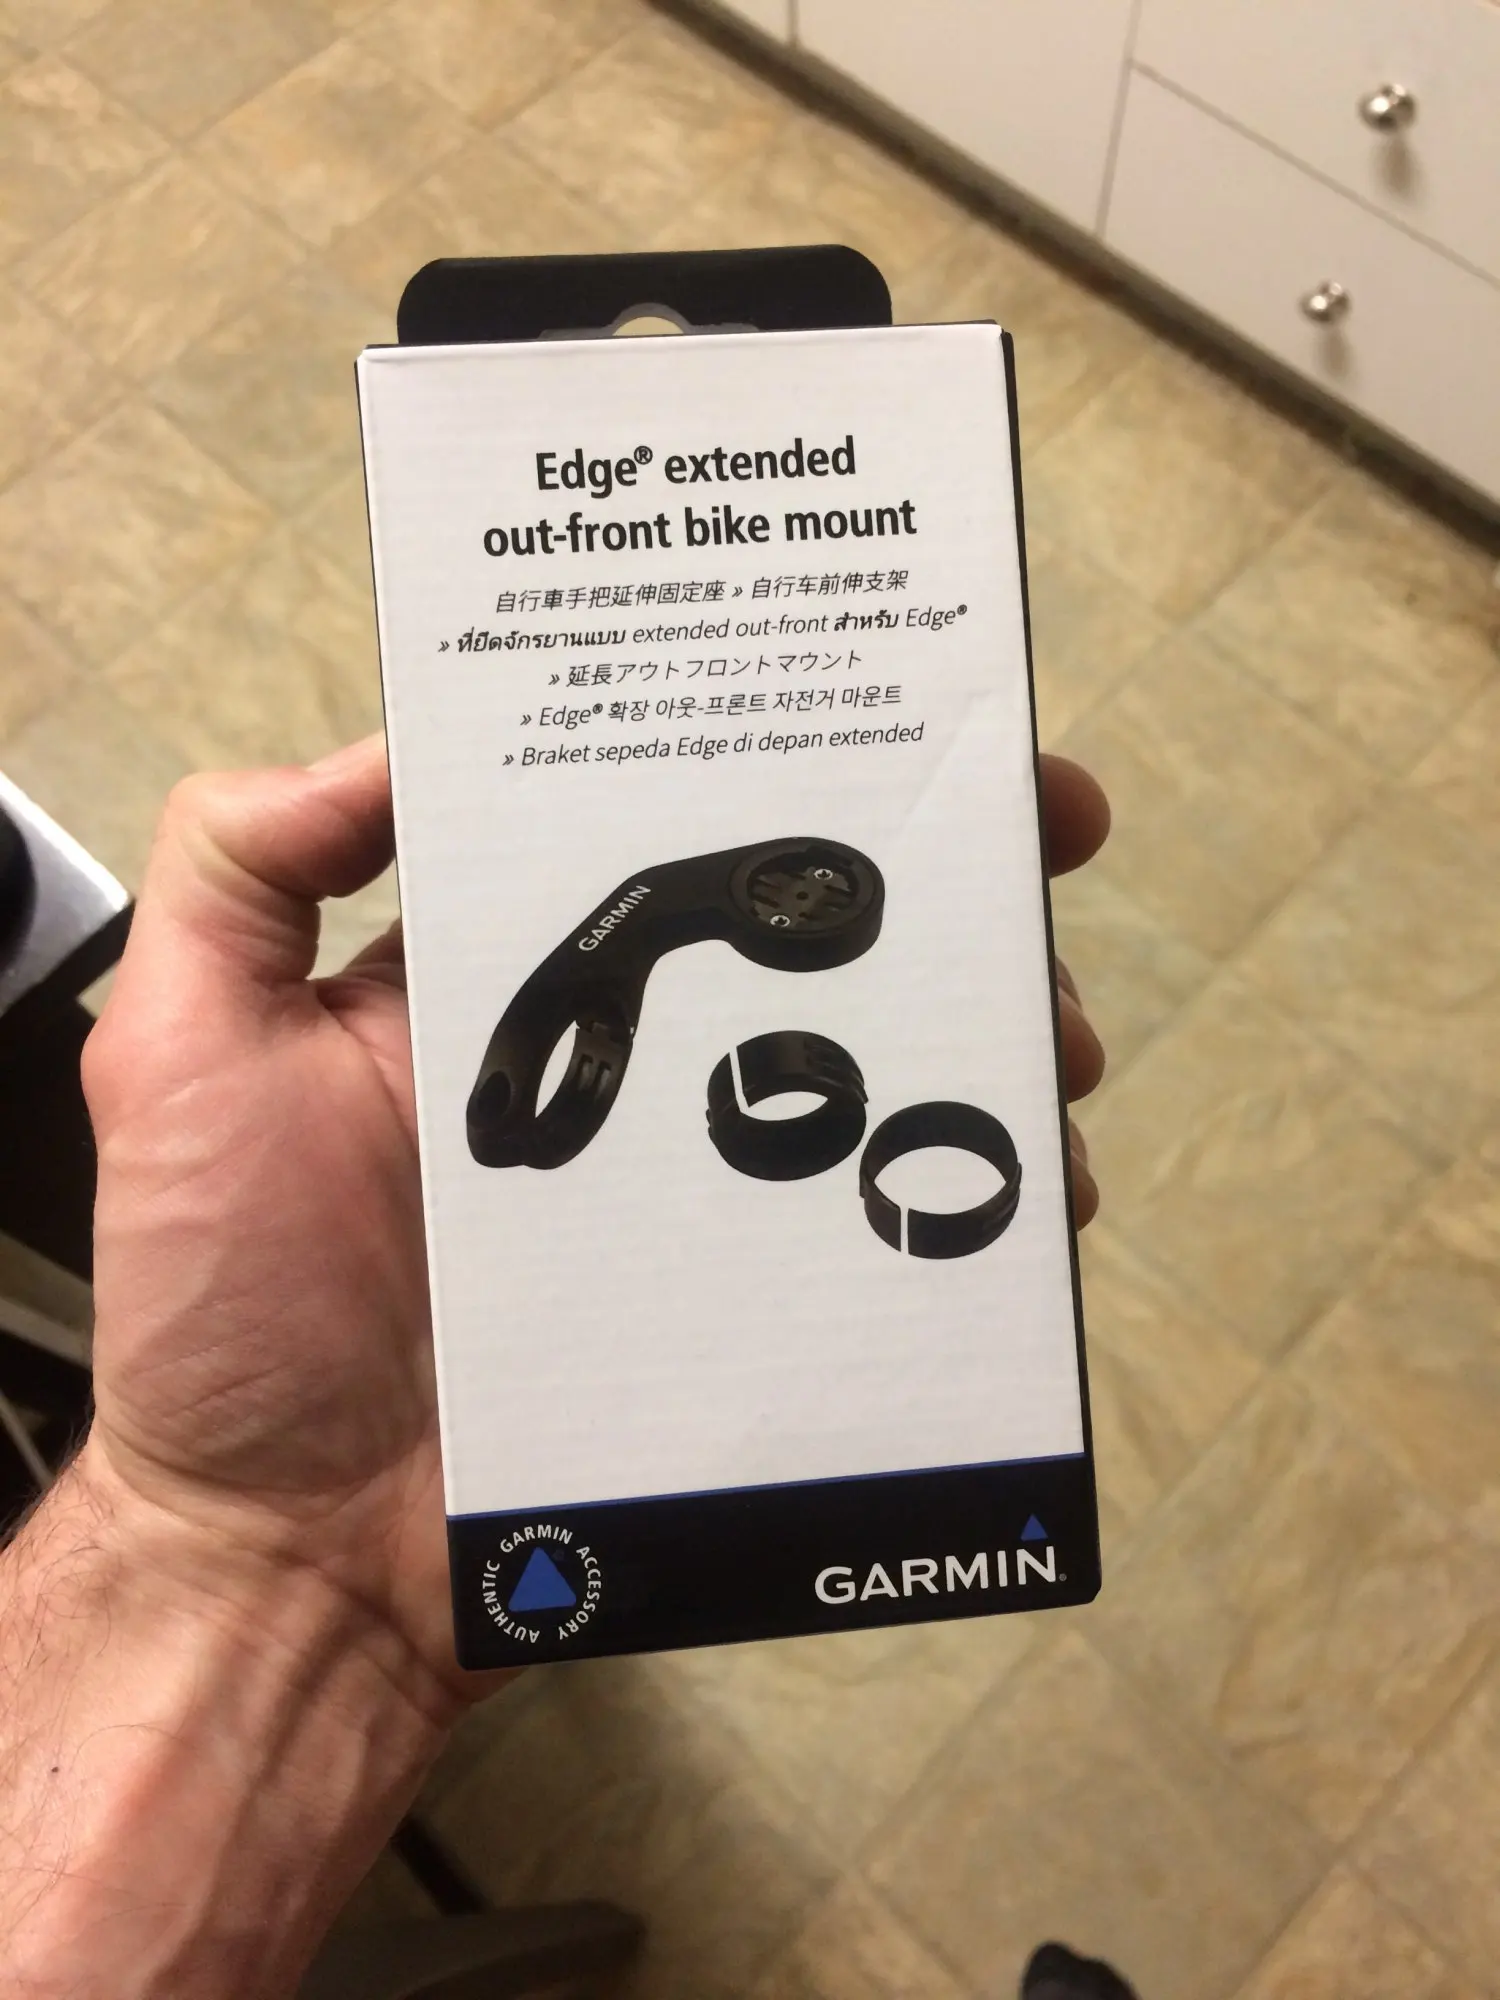 Edge® extended
out-front bike mount
自行車手把延伸固定座 » 自行车前伸支架
» ที่ยึดจักรยานแบบ extended out-front สำหรับ Edge®
» 延長アウトフロントマウント
» Edge® 확장 아웃-프론트 자전거 마운트
» Braket sepeda Edge di depan extended
GARMIN
AUTHENTIC GARMIN ACCESSORY
GARMIN®